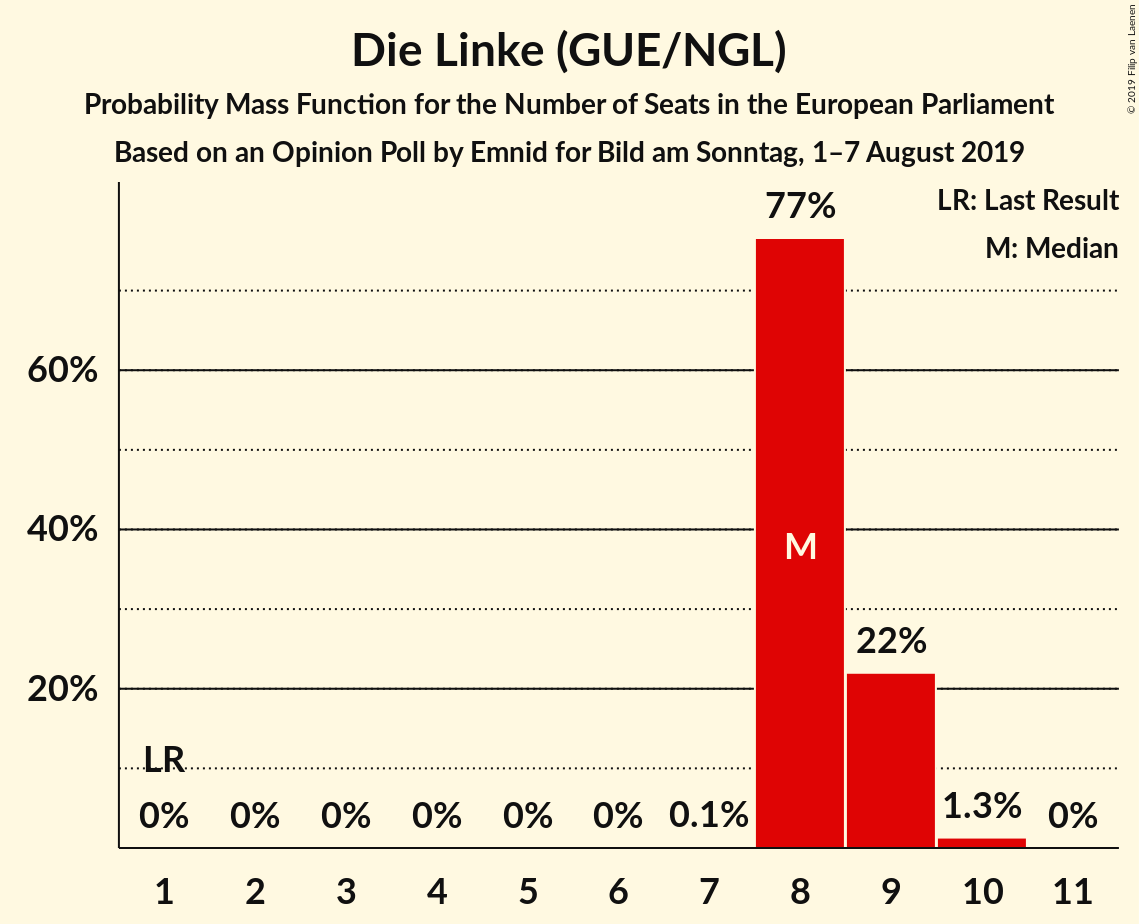 Die Linke (GUE/NGL)
Probability Mass Function for the Number of Seats in the European Parliament
Based on an Opinion Poll by Emnid for Bild am Sonntag, 1–7 August 2019
© 2019 Filip van Laenen
LR: Last Result
M: Median
77%
60%
40%
M
22%
20%
LR
0% 0% 0% 0% 0% 0% 0.1% 1.3% 0%
1 2 3 4 5 6 7 8 9 10 11